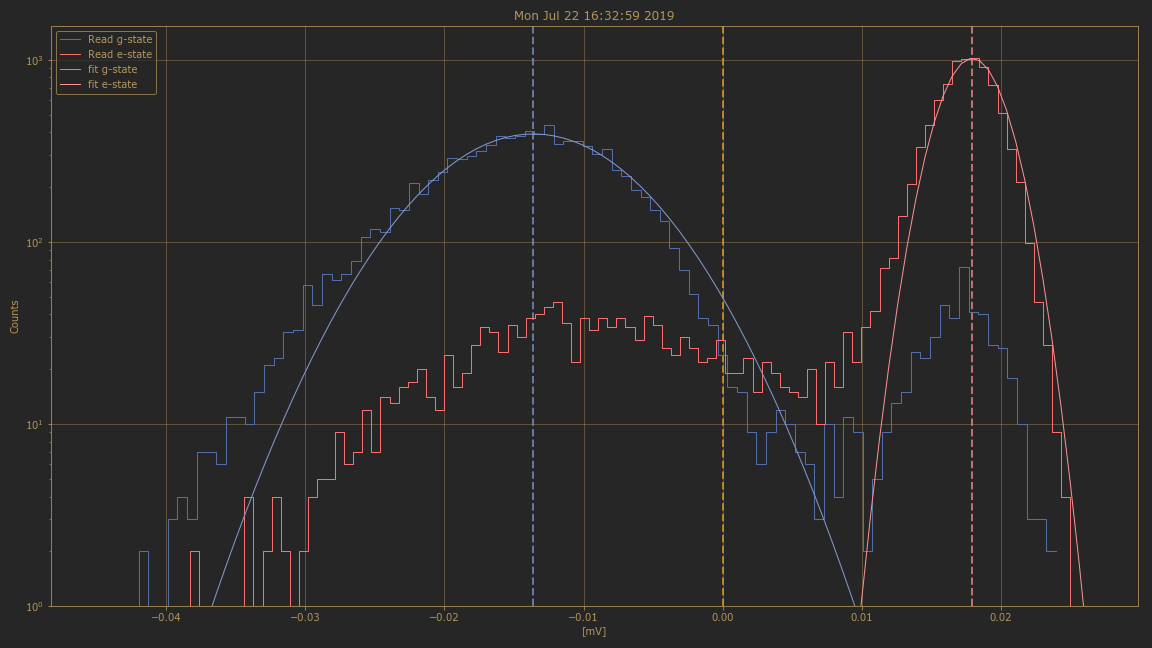 Mon Jul 22 16:32:59 2019
Read g-state
Read e-state
fit g-state
fit e-state
Counts
10³
10²
10¹
10⁰
−0.04 −0.03 −0.02 −0.01 0.00 0.01 0.02
[mV]